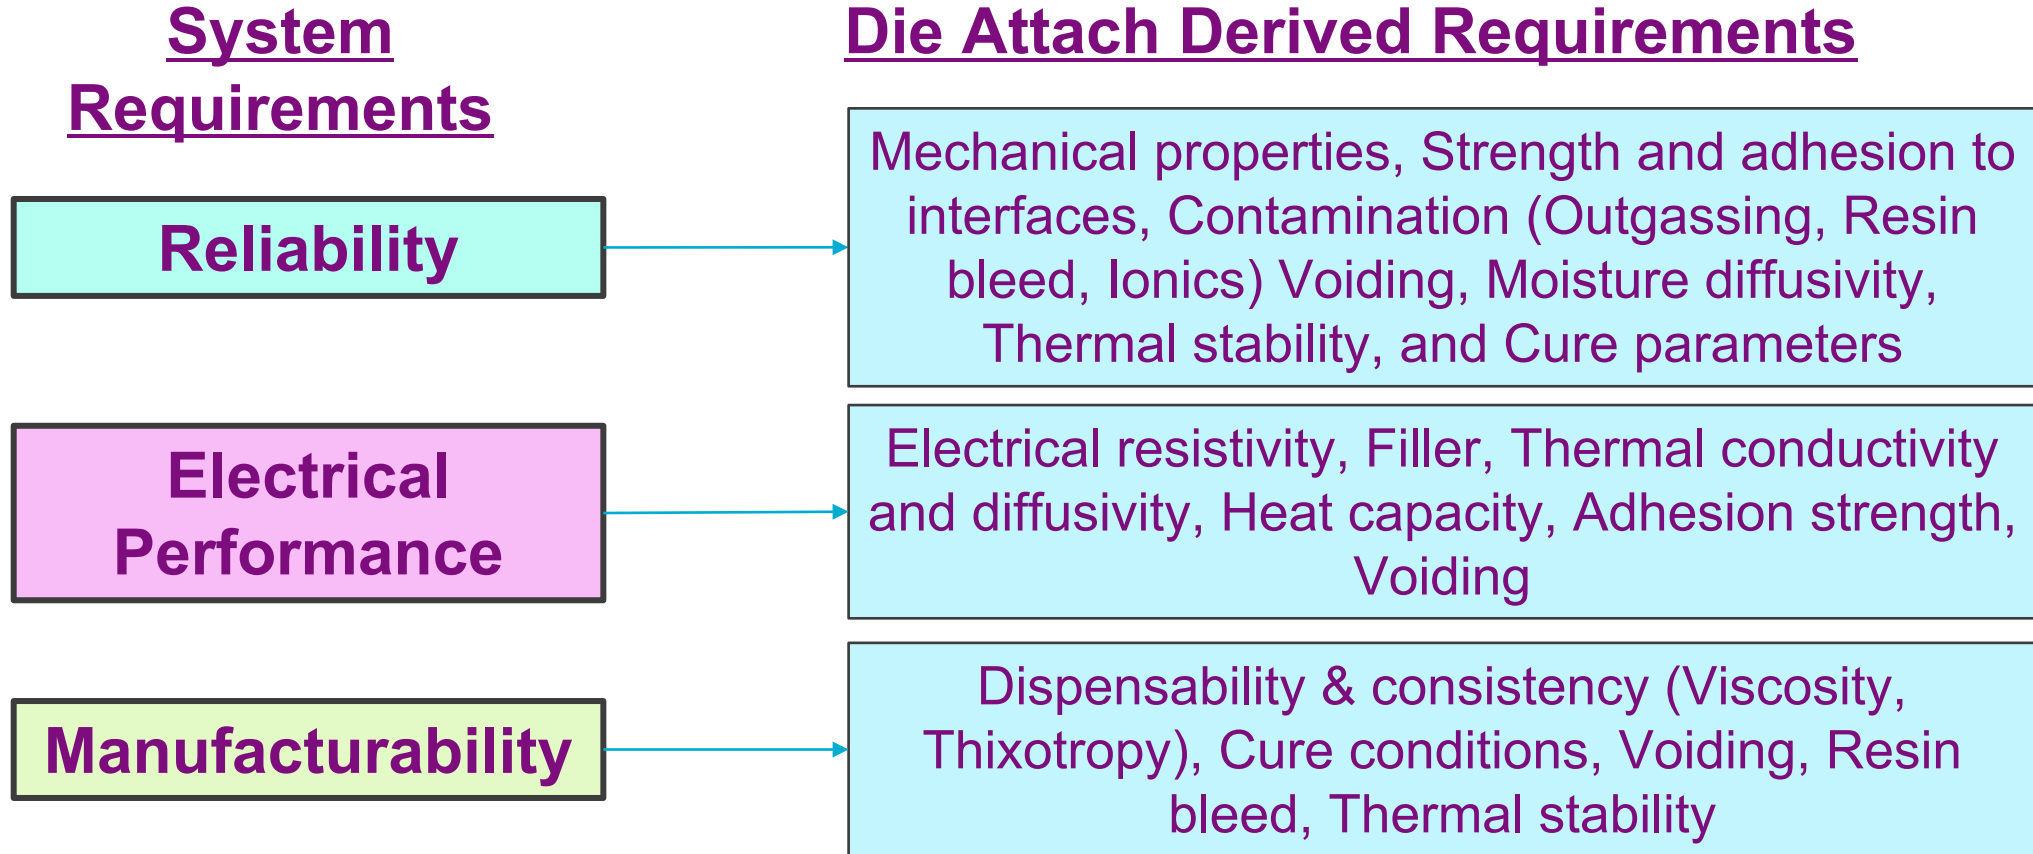 System
Requirements
Die Attach Derived Requirements
Reliability
Mechanical properties, Strength and adhesion to
interfaces, Contamination (Outgassing, Resin
bleed, Ionics) Voiding, Moisture diffusivity,
Thermal stability, and Cure parameters
Electrical
Performance
Electrical resistivity, Filler, Thermal conductivity
and diffusivity, Heat capacity, Adhesion strength,
Voiding
Manufacturability
Dispensability & consistency (Viscosity,
Thixotropy), Cure conditions, Voiding, Resin
bleed, Thermal stability